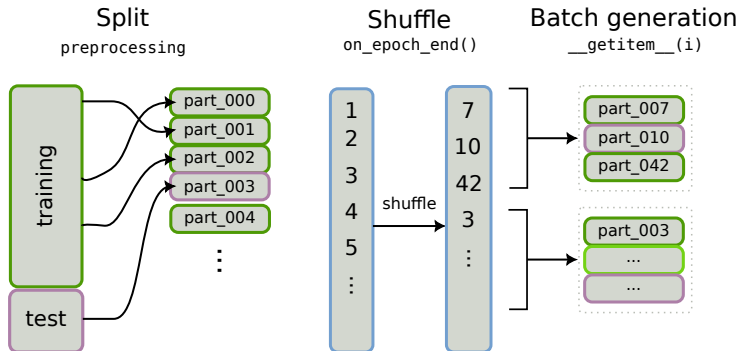 Split
preprocessing
training
test
part_000
part_001
part_002
part_003
part_004
...
Shuffle
on_epoch_end()
1
2
3
4
5
...
shuffle
7
10
42
3
...
Batch generation
__getitem__(i)
part_007
part_010
part_042
part_003
...
...